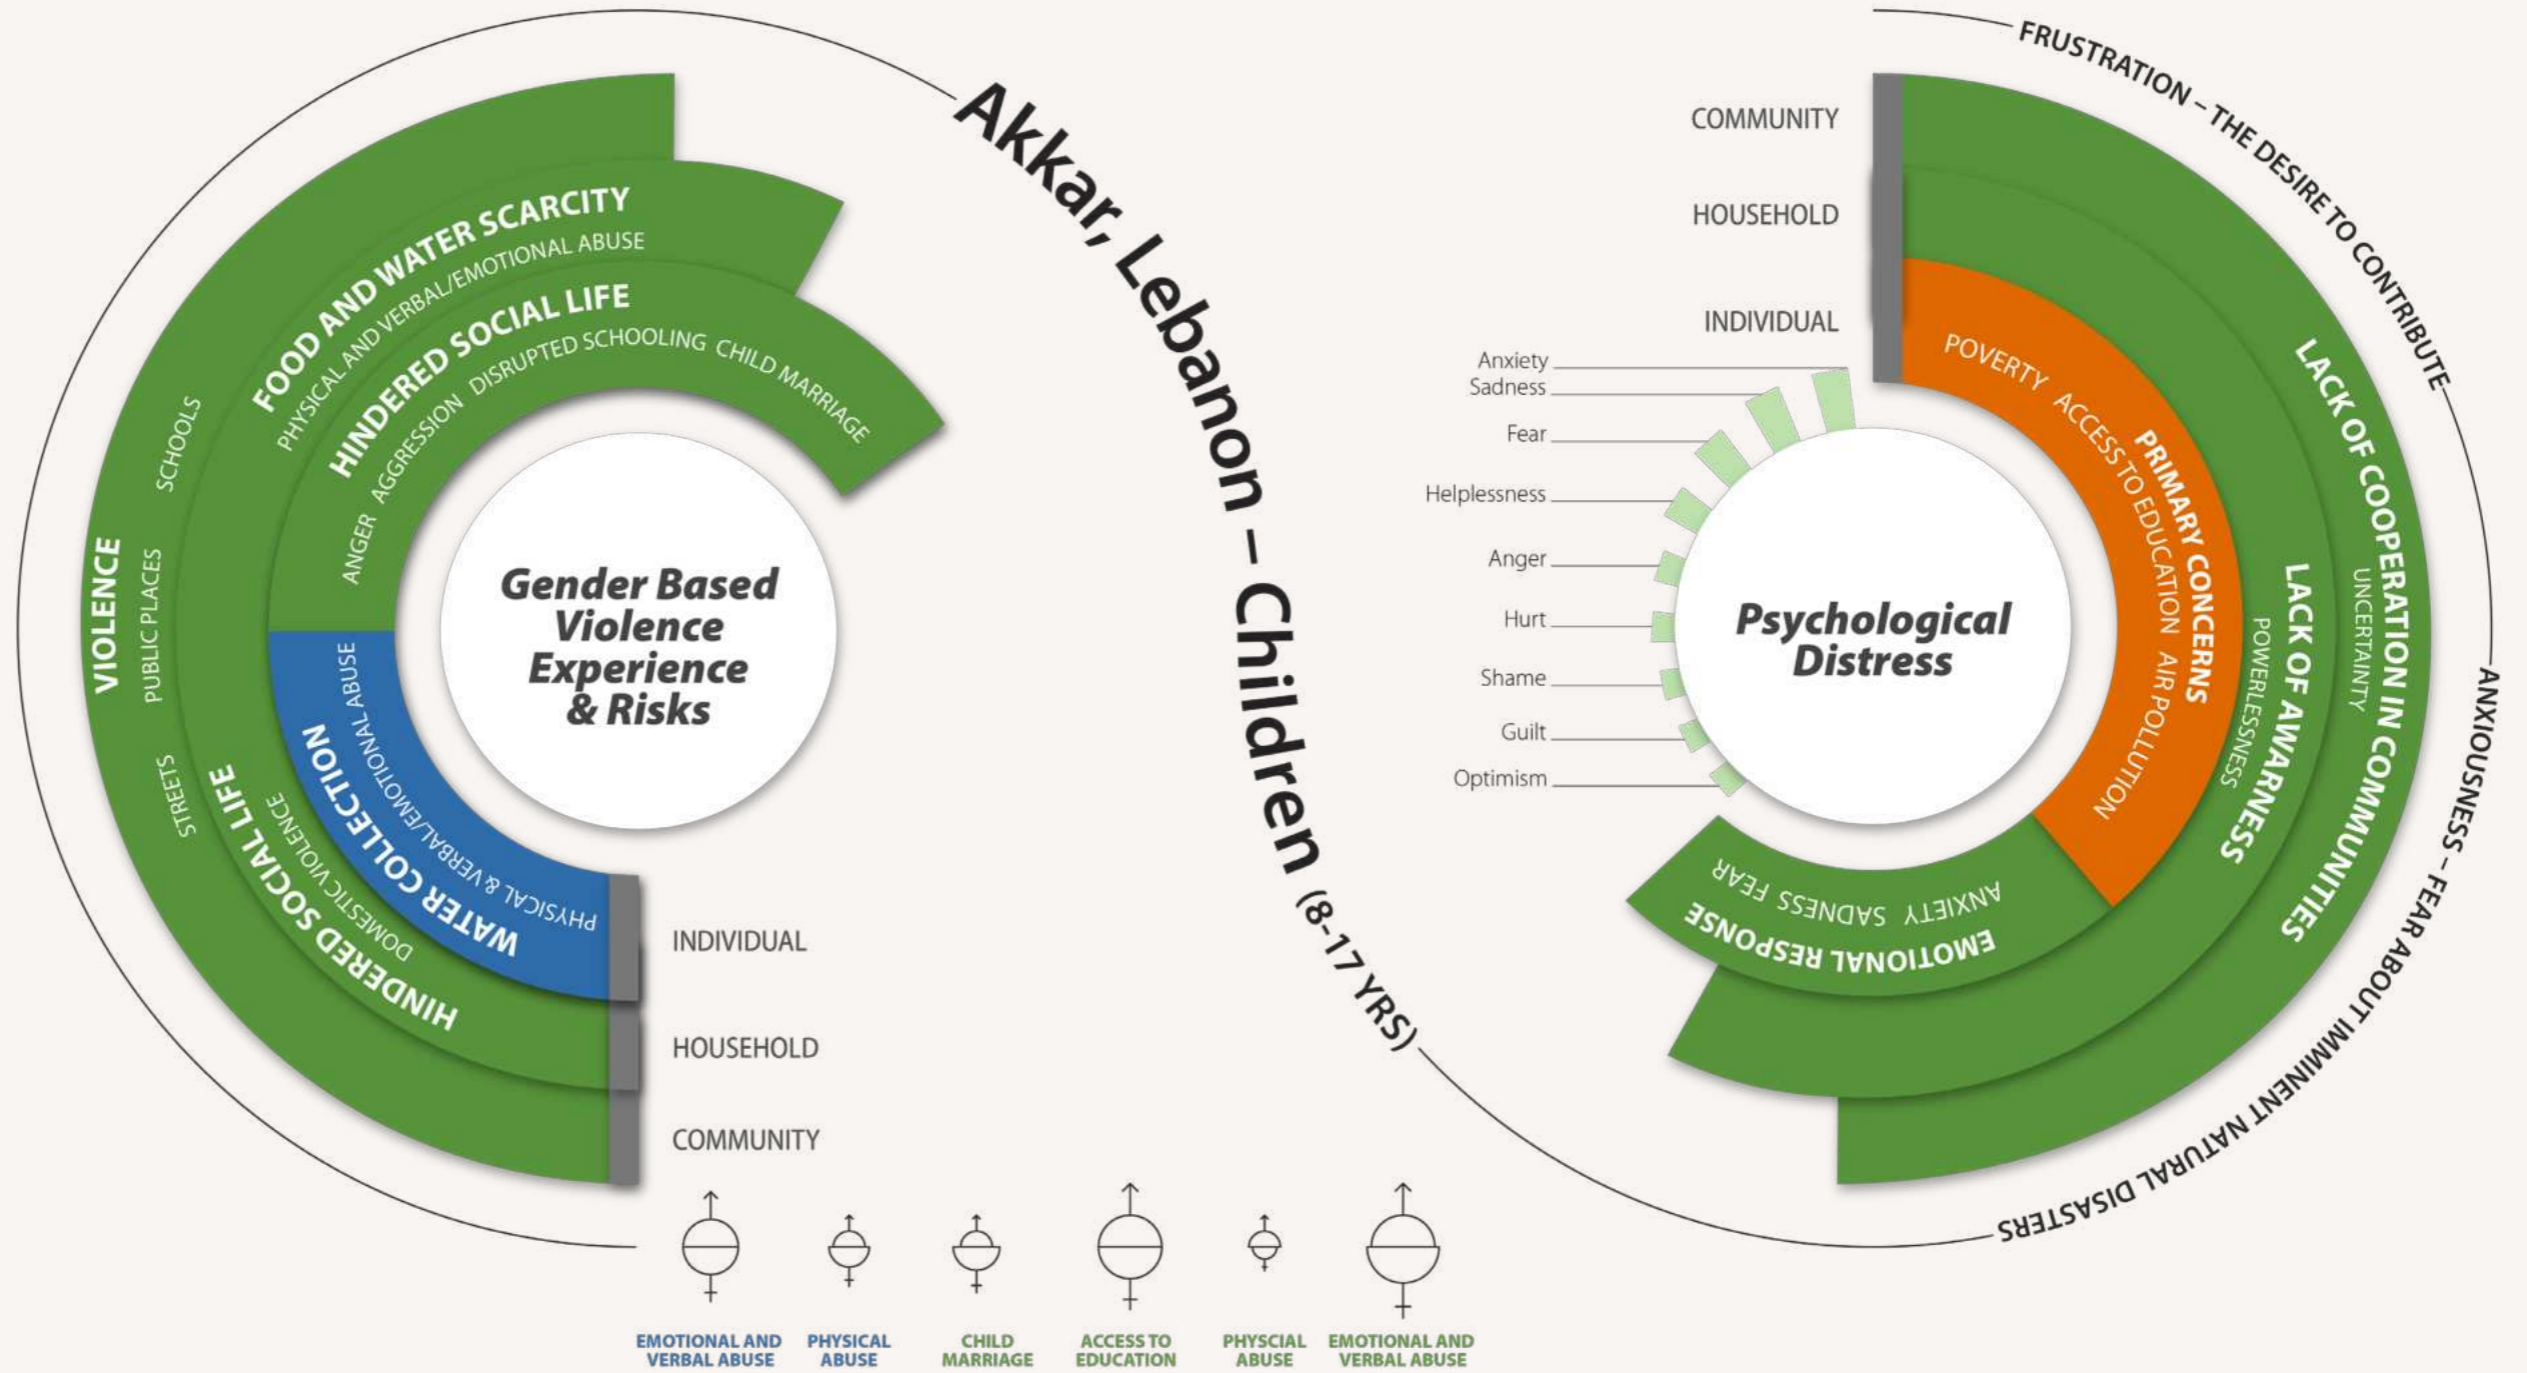 Akkar, Lebanon – Children (8-17 YRS)
Gender Based
Violence
Experience
& Risks
VIOLENCE
SCHOOLS
PUBLIC PLACES
STREETS
FOOD AND WATER SCARCITY
PHYSICAL AND VERBAL/EMOTIONAL ABUSE
HINDERED SOCIAL LIFE
ANGER AGGRESSION DISRUPTED SCHOOLING CHILD MARRIAGE
HINDERED SOCIAL LIFE
DOMESTIC VIOLENCE
WATER COLLECTION
PHYSICAL & VERBAL/EMOTIONAL ABUSE
INDIVIDUAL
HOUSEHOLD
COMMUNITY
EMOTIONAL AND
VERBAL ABUSE
PHYSICAL
ABUSE
CHILD
MARRIAGE
ACCESS TO
EDUCATION
PHYSCIAL
ABUSE
EMOTIONAL AND
VERBAL ABUSE
COMMUNITY
HOUSEHOLD
INDIVIDUAL
Anxiety
Sadness
Fear
Helplessness
Anger
Hurt
Shame
Guilt
Optimism
Psychological
Distress
PRIMARY CONCERNS
POVERTY ACCESS TO EDUCATION AIR POLLUTION
EMOTIONAL RESPONSE
ANXIETY SADNESS FEAR
LACK OF AWARNESS
POWERLESSNESS
LACK OF COOPERATION IN COMMUNITIES
UNCERTAINTY
FRUSTRATION – THE DESIRE TO CONTRIBUTE
ANXIOUSNESS – FEAR ABOUT IMMINENT NATURAL DISASTERS